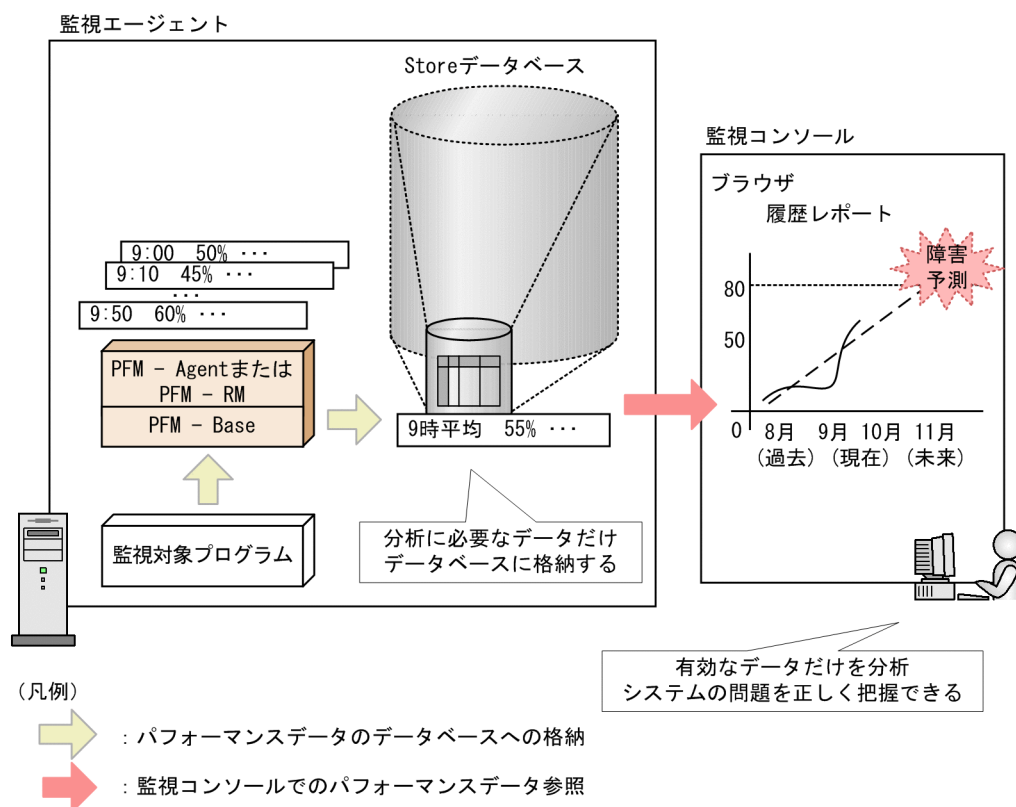 監視エージェント
Storeデータベース
9:00 50% ･･･
9:10 45% ･･･
･･･
9:50 60% ･･･
PFM - Agentまたは
PFM - RM
PFM - Base
9時平均 55% ･･･
監視対象プログラム
分析に必要なデータだけ
データベースに格納する
監視コンソール
ブラウザ
履歴レポート
障害
予測
80
50
0
8月 9月 10月 11月
(過去) (現在) (未来)
有効なデータだけを分析
システムの問題を正しく把握できる
(凡例)
：パフォーマンスデータのデータベースへの格納
：監視コンソールでのパフォーマンスデータ参照